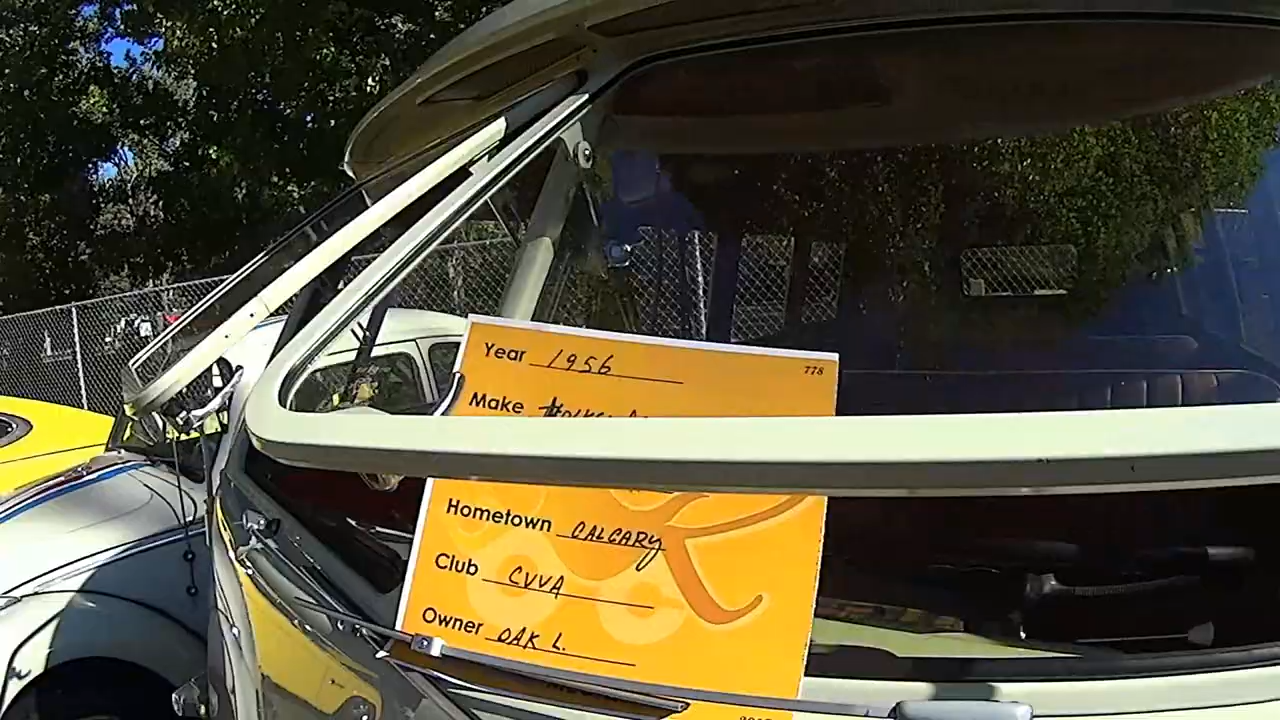 Year 1956 778
Make
Hometown CALGARY
Club CVVA
Owner OAK L.